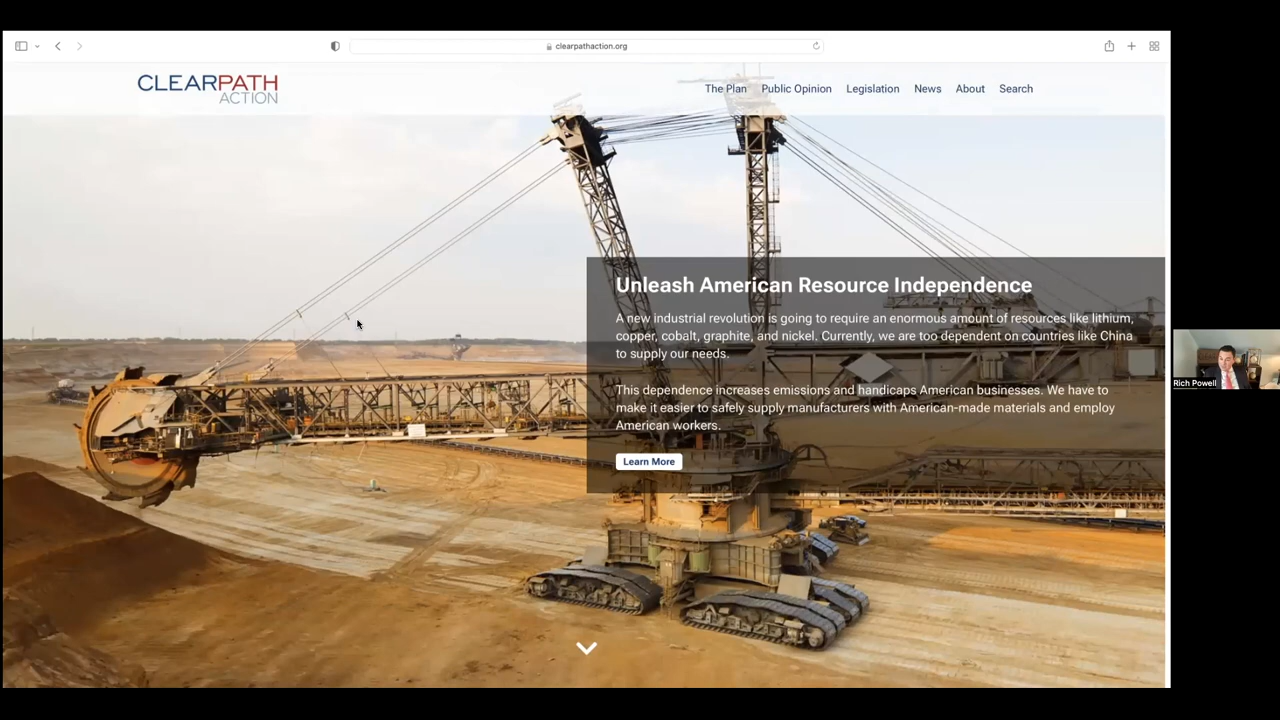 clearpathaction.org
CLEARPATH
ACTION
The Plan Public Opinion Legislation News About Search
Unleash American Resource Independence
A new industrial revolution is going to require an enormous amount of resources like lithium,
copper, cobalt, graphite, and nickel. Currently, we are too dependent on countries like China
to supply our needs.
This dependence increases emissions and handicaps American businesses. We have to
make it easier to safely supply manufacturers with American-made materials and employ
American workers.
Learn More
Rich Powell